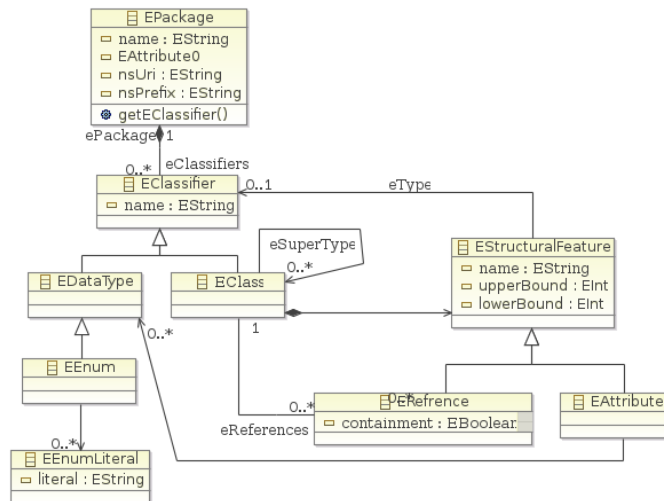 EPackage
name : EString
EAttribute0
nsUri : EString
nsPrefix : EString
getEClassifier()
ePackage 1
eClassifiers
0..*
EClassifier
0..1
eType
name : EString
eSuperType
0..*
EStructuralFeature
name : EString
upperBound : EInt
lowerBound : EInt
EDataType
EClass
0..*
1
EEnum
0..*
ERefrence
0..*
EAttribute
containment : EBoolean
eReferences
0..*
EEnumLiteral
literal : EString